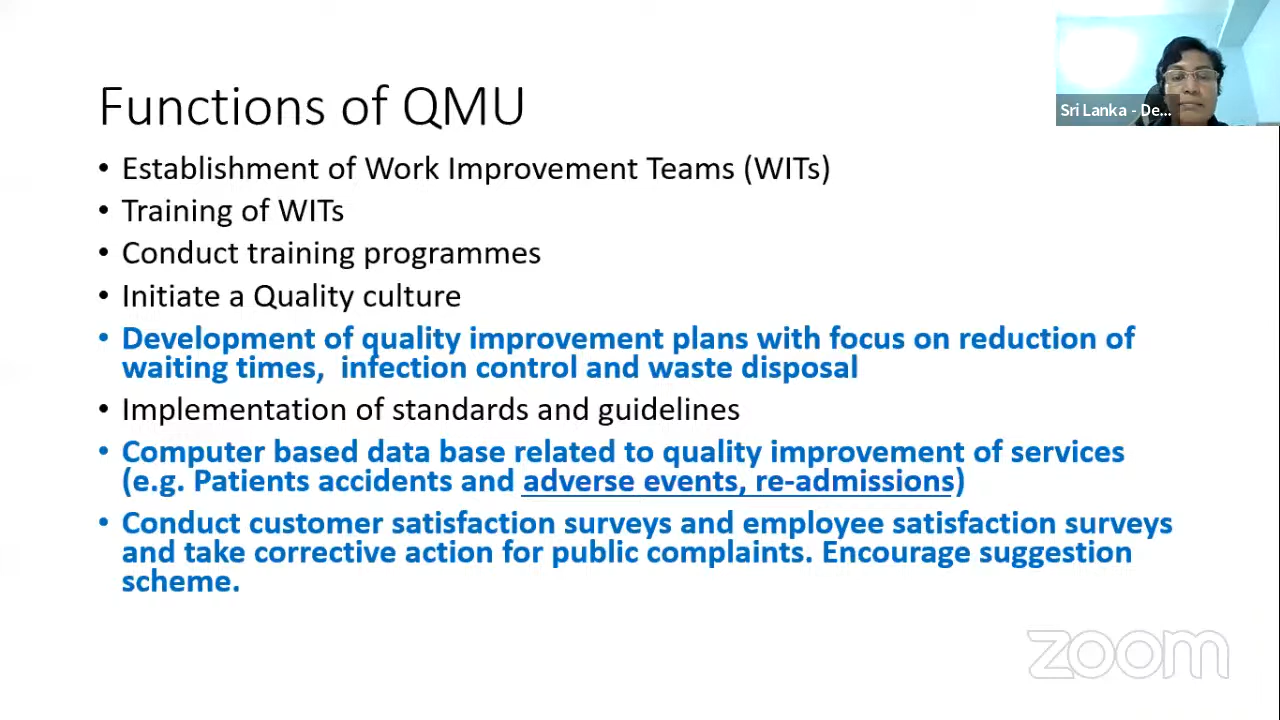 Functions of QMU
• Establishment of Work Improvement Teams (WITs)
• Training of WITs
• Conduct training programmes
• Initiate a Quality culture
• Development of quality improvement plans with focus on reduction of
waiting times,  infection control and waste disposal
• Implementation of standards and guidelines
• Computer based data base related to quality improvement of services
(e.g. Patients accidents and adverse events, re-admissions)
• Conduct customer satisfaction surveys and employee satisfaction surveys
and take corrective action for public complaints. Encourage suggestion
scheme.
Sri Lanka - De...
zoom